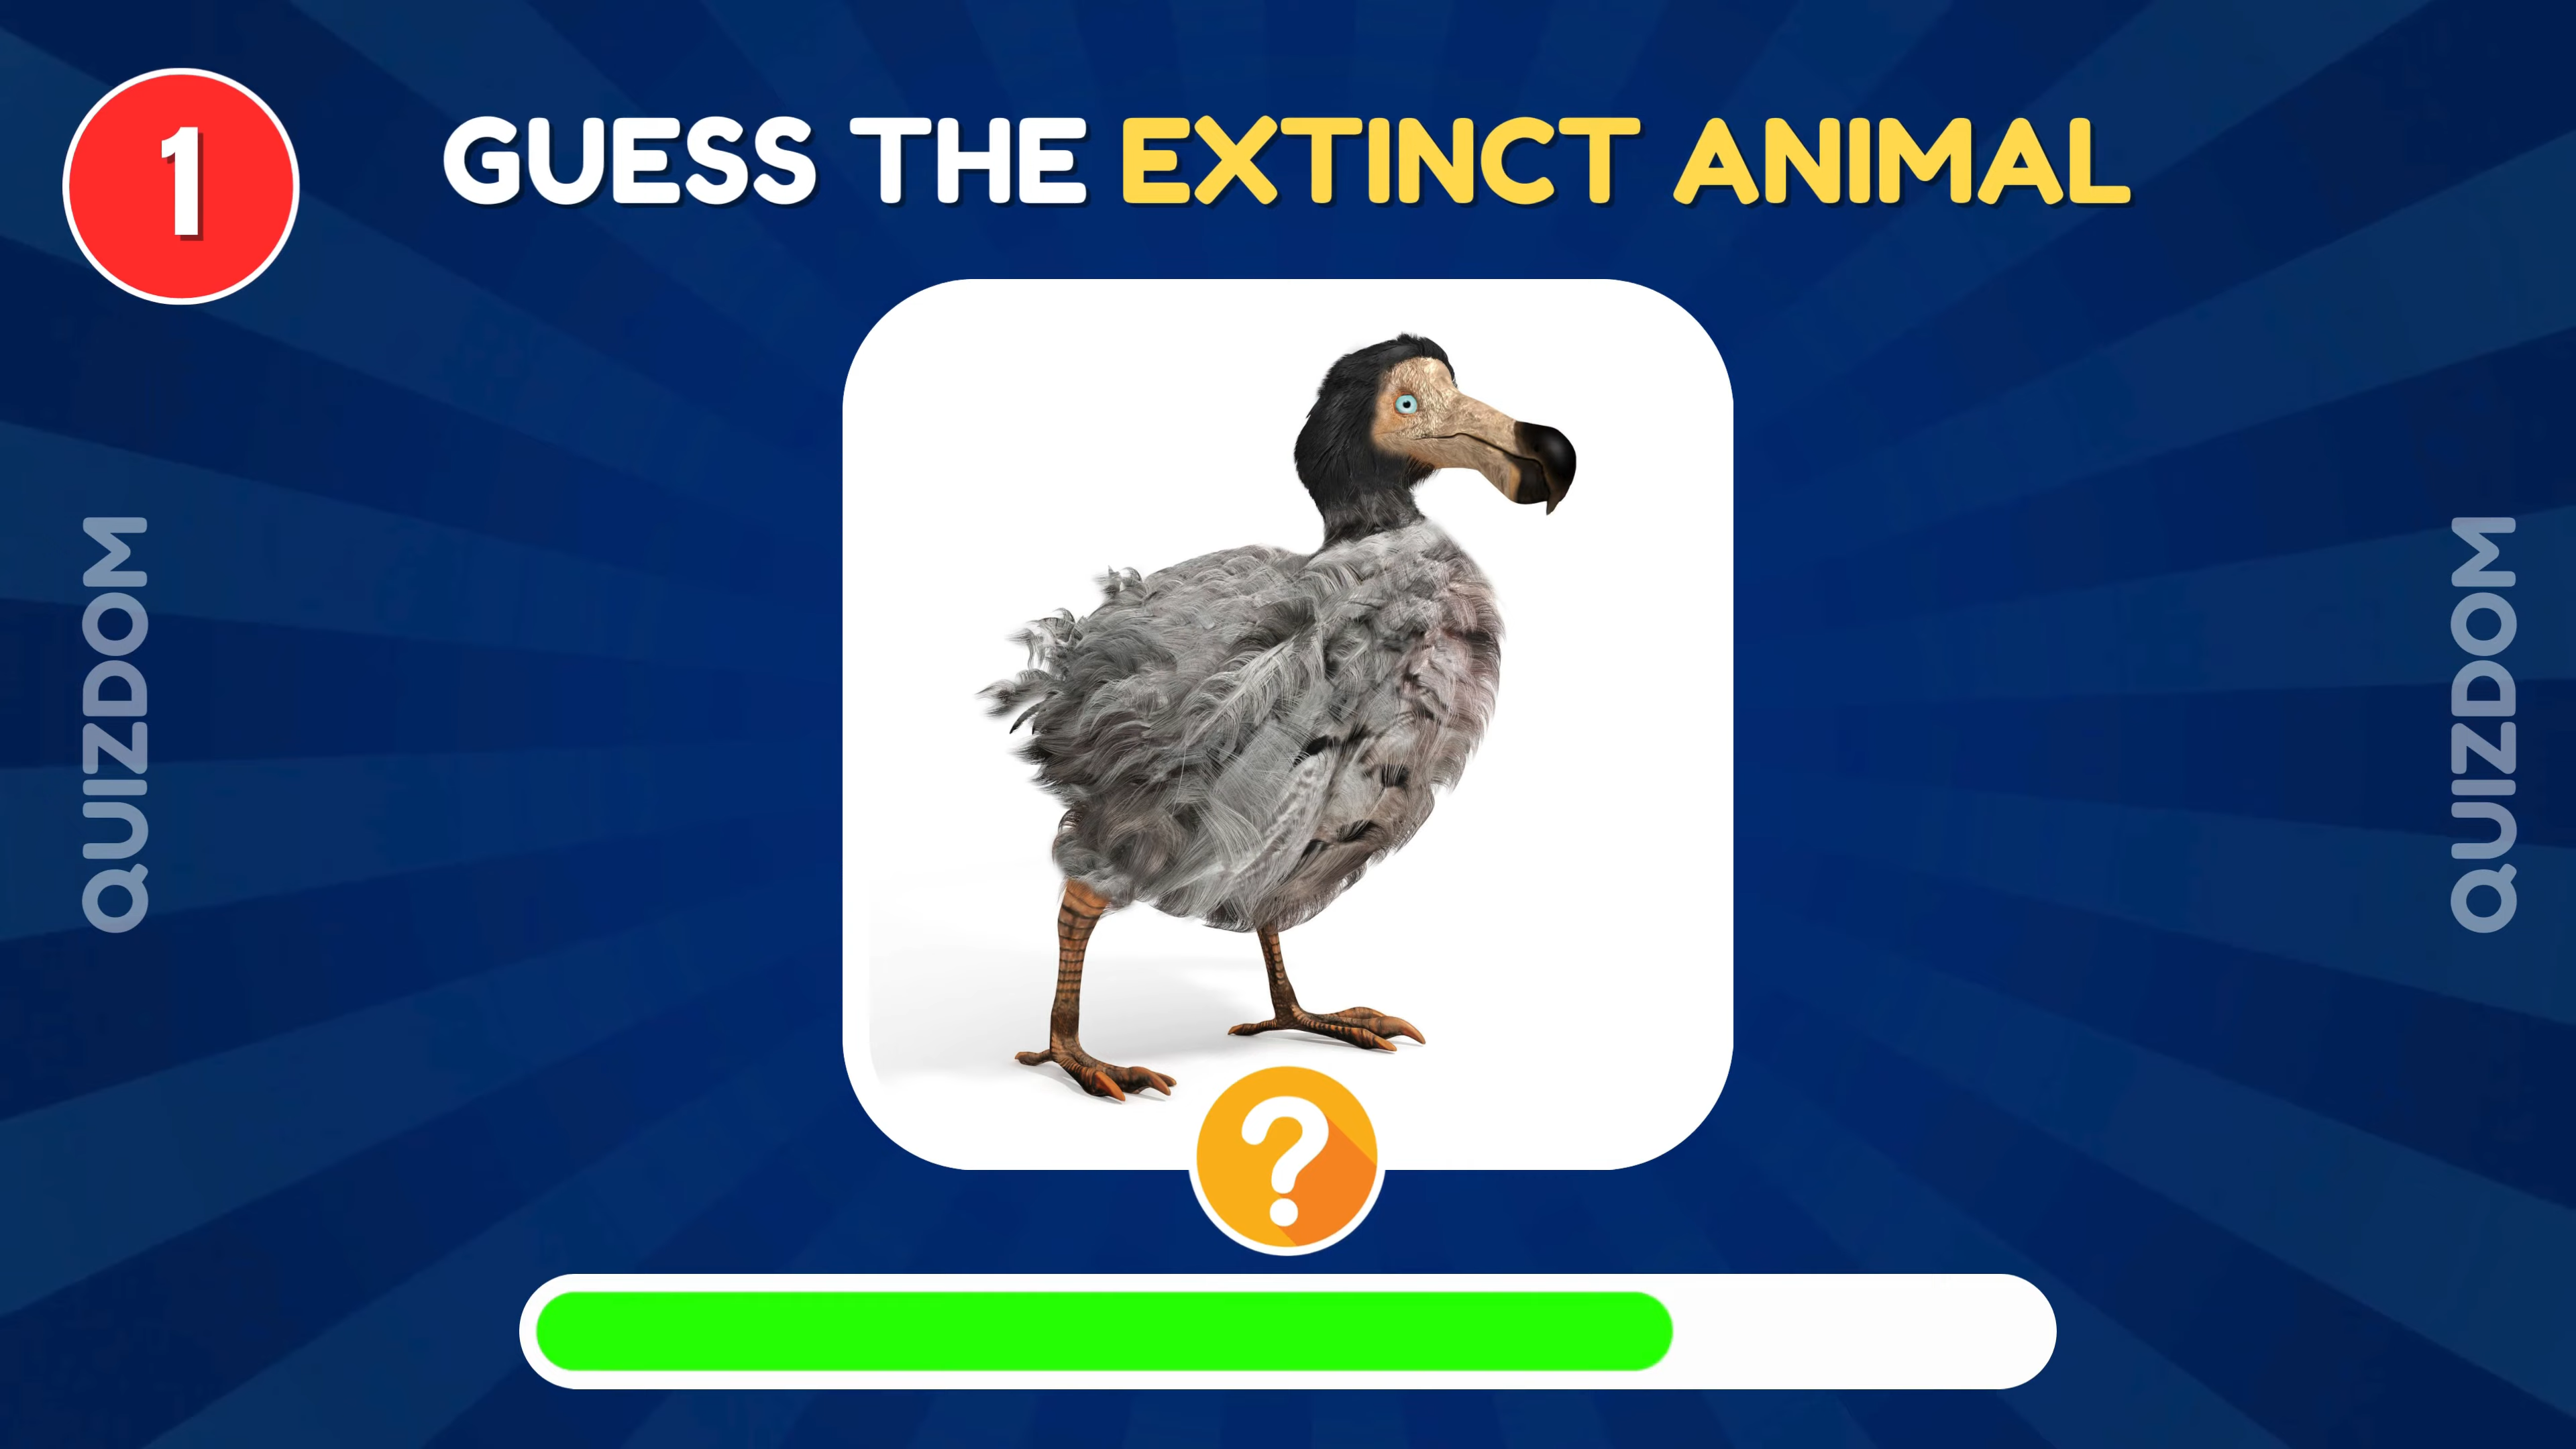 1
GUESS THE EXTINCT ANIMAL
QUIZDOM
QUIZDOM
?